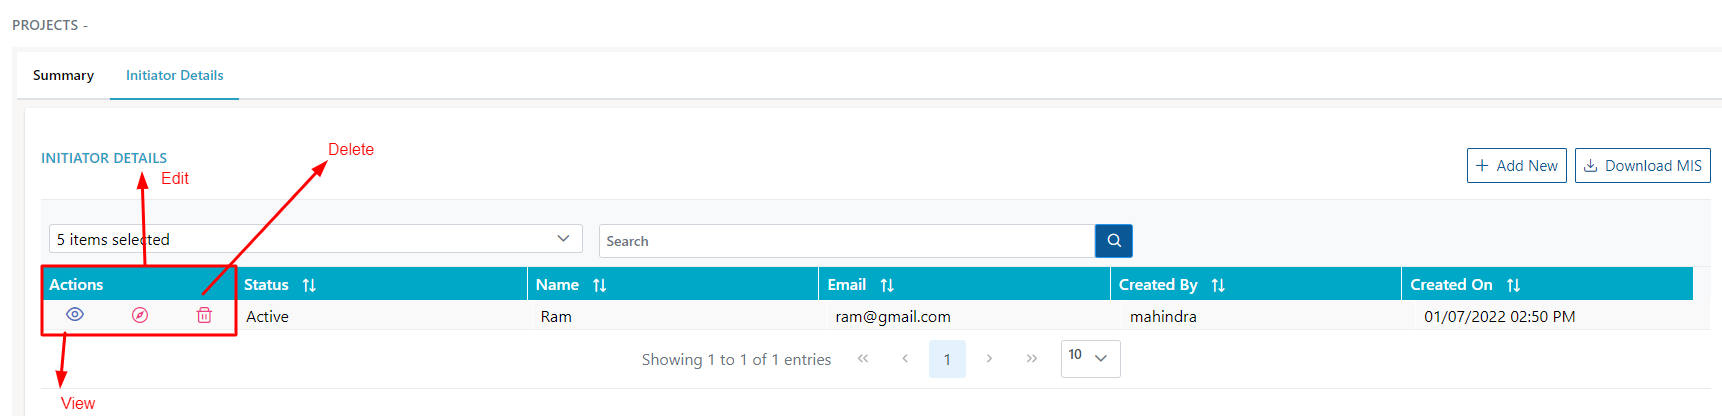 PROJECTS -
Summary Initiator Details
Delete
INITIATOR DETAILS
Edit
Add New Download MIS
5 items selected Search
Actions Status Name Email Created By Created On
Active Ram ram@gmail.com mahindra 01/07/2022 02:50 PM
Showing 1 to 1 of 1 entries « ‹ 1 › » 10
View